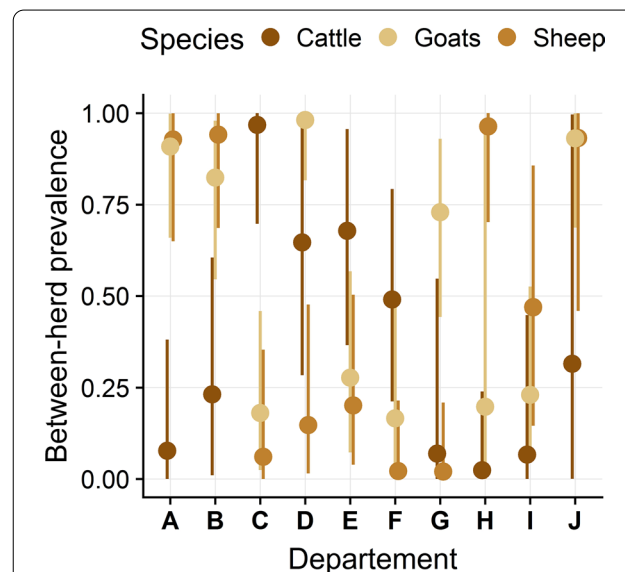 Species Cattle Goats Sheep
Between-herd prevalence
1.00
0.75
0.50
0.25
0.00
A B C D E F G H I J
Departement